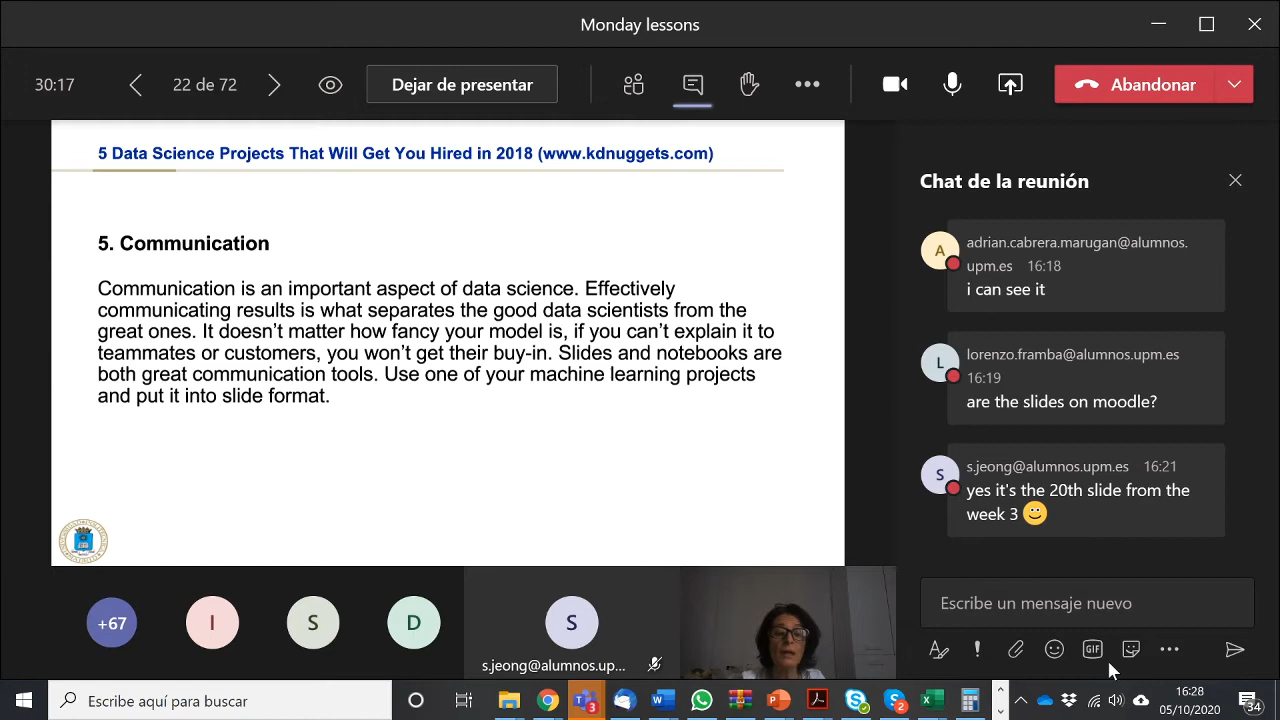 Monday lessons
30:17
22 de 72
Dejar de presentar
Abandonar
5 Data Science Projects That Will Get You Hired in 2018 (www.kdnuggets.com)
5. Communication
Communication is an important aspect of data science. Effectively
communicating results is what separates the good data scientists from the
great ones. It doesn't matter how fancy your model is, if you can't explain it to
teammates or customers, you won't get their buy-in. Slides and notebooks are
both great communication tools. Use one of your machine learning projects
and put it into slide format.
Chat de la reunión
A
adrian.cabrera.marugan@alumnos.
upm.es 16:18
i can see it
L
lorenzo.framba@alumnos.upm.es
16:19
are the slides on moodle?
S
s.jeong@alumnos.upm.es 16:21
yes it's the 20th slide from the
week 3
Escribe un mensaje nuevo
GIF
+67
I
S
D
S
s.jeong@alumnos.up...
Escribe aquí para buscar
3
2
16:28
05/10/2020
34